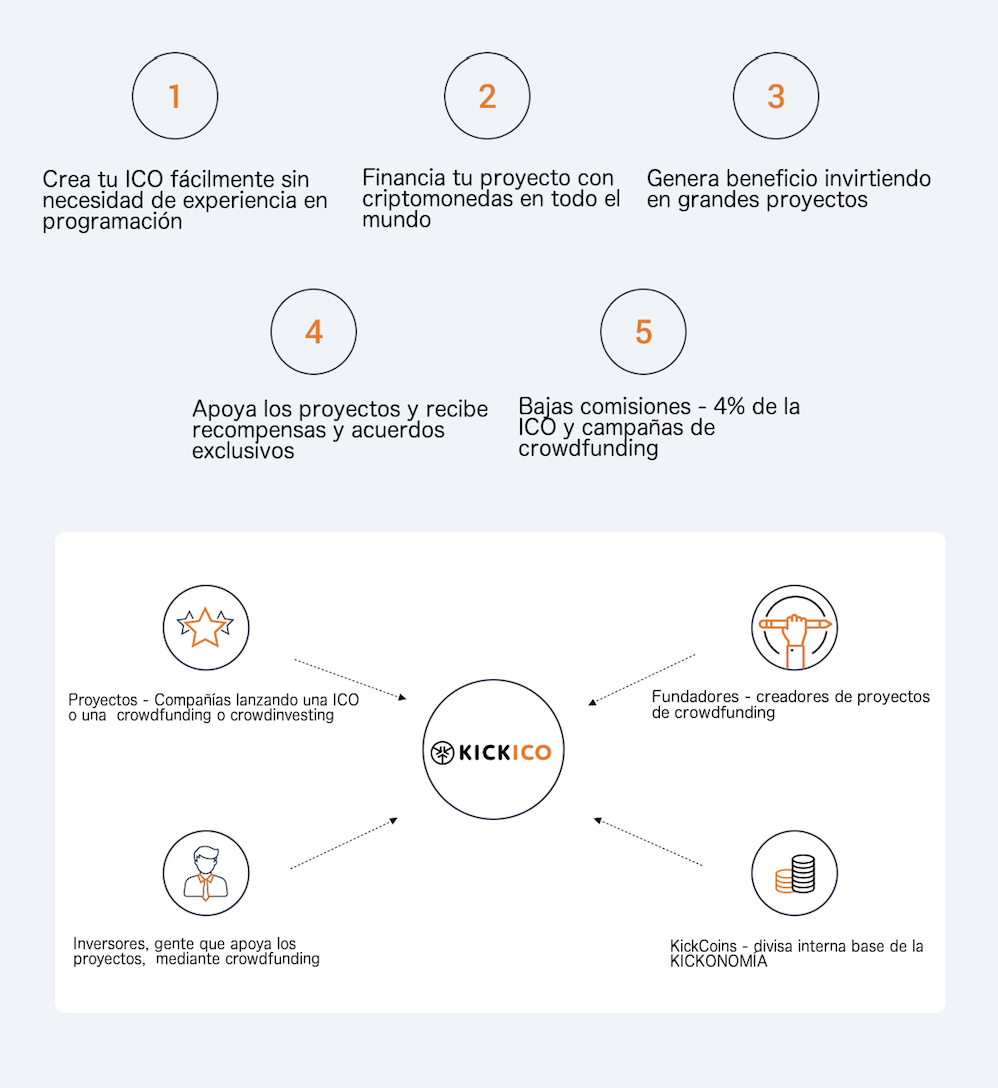 1
Crea tu ICO fácilmente sin
necesidad de experiencia en
programación
2
Financia tu proyecto con
criptomonedas en todo el
mundo
3
Genera beneficio invirtiendo
en grandes proyectos
4
Apoya los proyectos y recibe
recompensas y acuerdos
exclusivos
5
Bajas comisiones - 4% de la
ICO y campañas de
crowdfunding
Proyectos - Compañías lanzando una ICO
o una crowdfunding o crowdinvesting
Fundadores - creadores de proyectos
de crowdfunding
KICKICO
Inversores, gente que apoya los
proyectos, mediante crowdfunding
KickCoins - divisa interna base de la
KICKONOMÍA